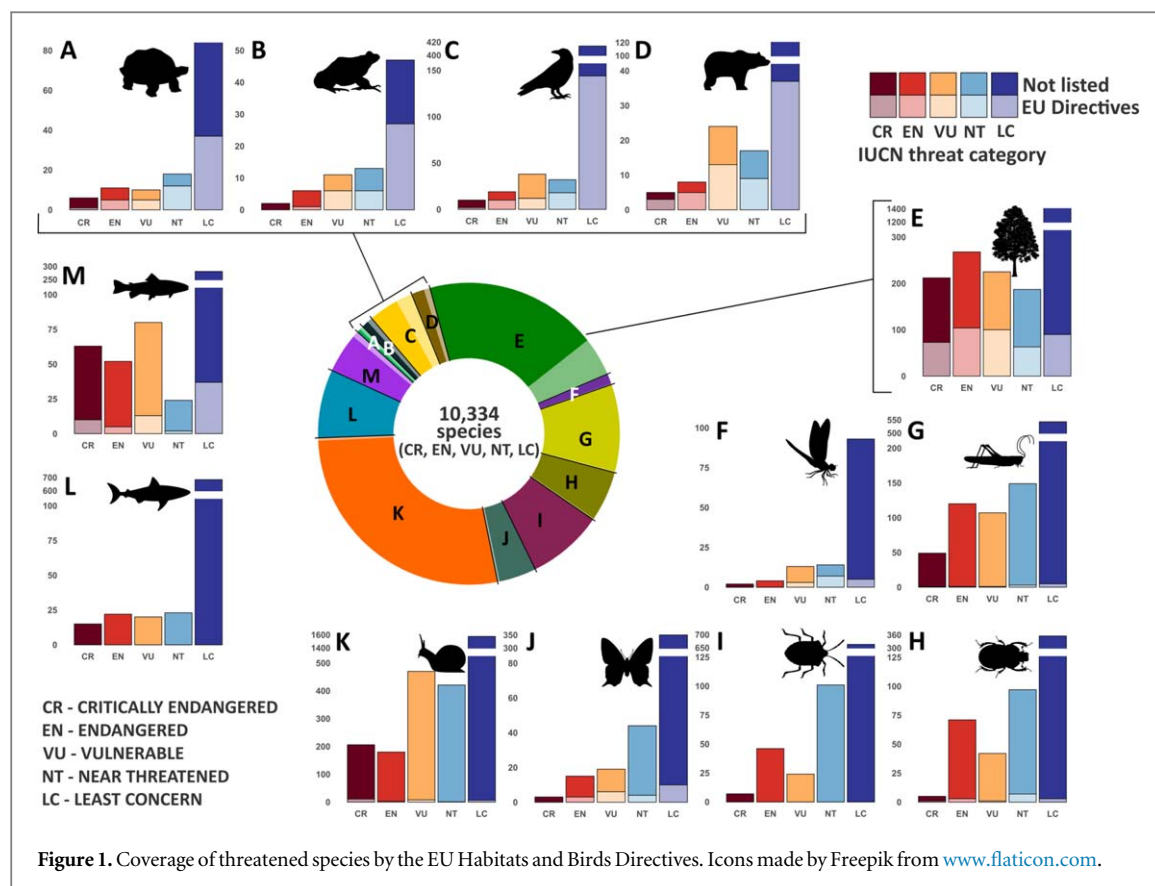 A
B
C
D
80
60
40
20
0
CR EN VU NT LC
50
40
30
20
10
0
CR EN VU NT LC
420
400
150
100
50
0
CR EN VU NT LC
120
100
40
30
20
10
0
CR EN VU NT LC
Not listed
EU Directives
CR EN VU NT LC
IUCN threat category
E
1400
1300
300
200
100
0
CR EN VU NT LC
M
300
250
100
75
50
25
0
CR EN VU NT LC
A
B
C
D
E
F
G
H
I
J
K
L
M
10,334
species
(CR, EN, VU, NT, LC)
F
100
75
50
25
0
CR EN VU NT LC
G
550
500
200
150
100
50
0
CR EN VU NT LC
L
700
600
100
75
50
25
0
CR EN VU NT LC
K
1600
1300
500
400
300
200
100
0
CR EN VU NT LC
J
350
300
80
60
40
20
0
CR EN VU NT LC
I
700
300
125
100
75
50
25
0
CR EN VU NT LC
H
360
300
125
100
75
50
25
0
CR EN VU NT LC
CR - CRITICALLY ENDANGERED
EN - ENDANGERED
VU - VULNERABLE
NT - NEAR THREATENED
LC - LEAST CONCERN
Figure 1. Coverage of threatened species by the EU Habitats and Birds Directives. Icons made by Freepik from www.flaticon.com.